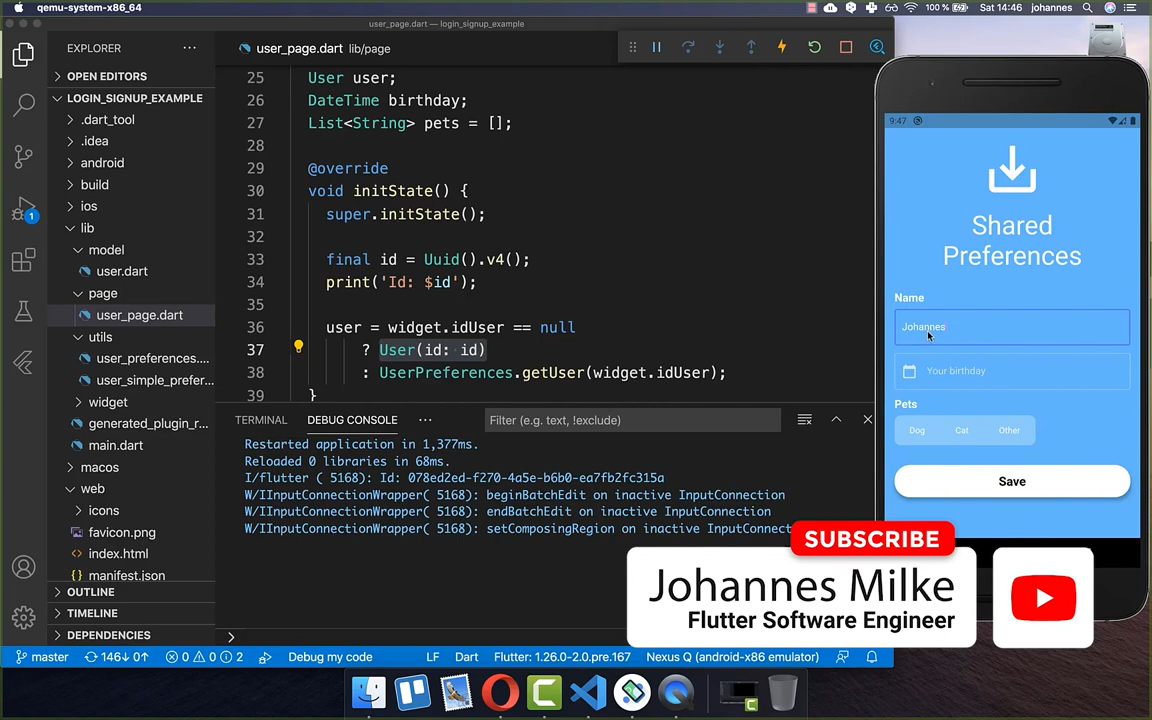 qemu-system-x86_64
100 %
Sat 14:46
johannes
user_page.dart — login_signup_example
EXPLORER
OPEN EDITORS
LOGIN_SIGNUP_EXAMPLE
.dart_tool
.idea
android
build
ios
lib
model
user.dart
page
user_page.dart
utils
user_preferences....
user_simple_prefer...
widget
generated_plugin_r...
main.dart
macos
web
icons
favicon.png
index.html
manifest.json
OUTLINE
TIMELINE
DEPENDENCIES
1
user_page.dart lib/page
25 User user;
26 DateTime birthday;
27 List<String> pets = [];
28
29 @override
30 void initState() {
31 super.initState();
32
33 final id = Uuid().v4();
34 print('Id: $id');
35
36 user = widget.idUser == null
37 ? User(id: id)
38 : UserPreferences.getUser(widget.idUser);
39 }
TERMINAL DEBUG CONSOLE
Filter (e.g. text, !exclude)
Restarted application in 1,377ms.
Reloaded 0 libraries in 68ms.
I/flutter ( 5168): Id: 078ed2ed-f270-4a5e-b6b0-ea7fb2fc315a
W/IInputConnectionWrapper( 5168): beginBatchEdit on inactive InputConnection
W/IInputConnectionWrapper( 5168): endBatchEdit on inactive InputConnection
W/IInputConnectionWrapper( 5168): setComposingRegion on inactive InputConnect
master 146↓ 0↑ 0 0 2 Debug my code LF Dart Flutter: 1.26.0-2.0.pre.167 Nexus Q (android-x86 emulator)
9:47
Shared
Preferences
Name
Johannes
Your birthday
Pets
Dog Cat Other
Save
SUBSCRIBE
Johannes Milke
Flutter Software Engineer